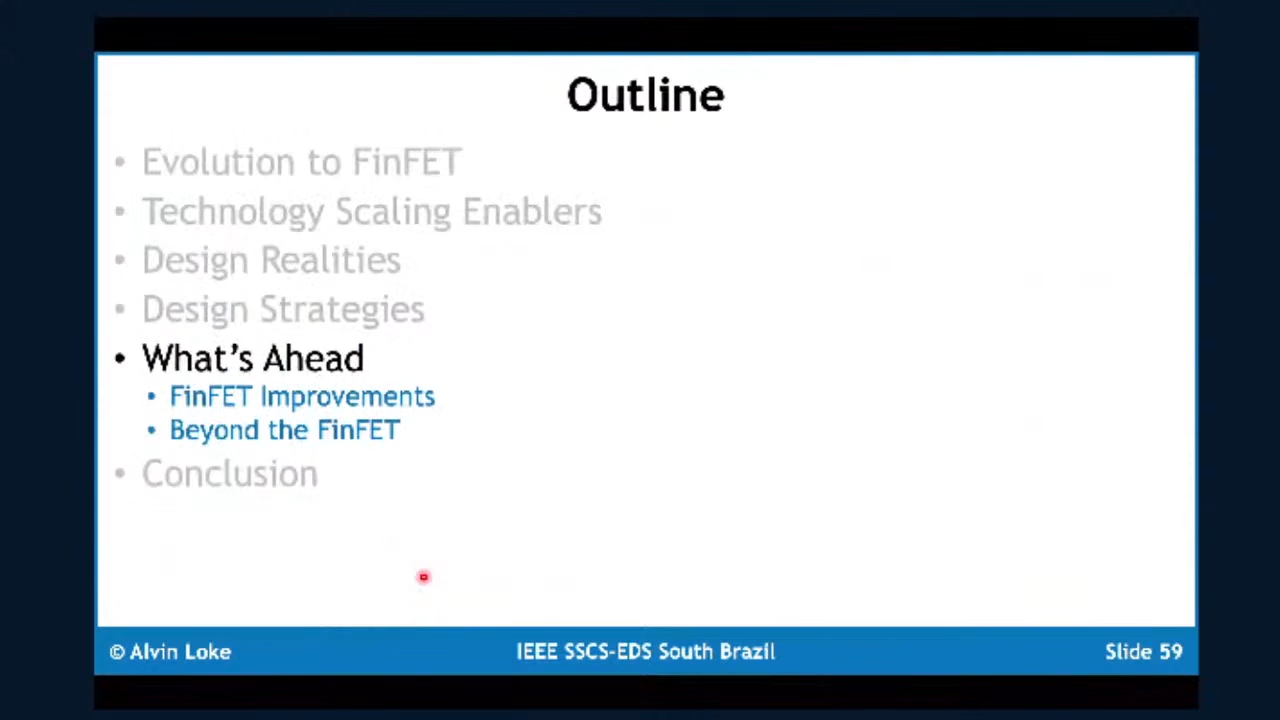 Outline
• Evolution to FinFET
• Technology Scaling Enablers
• Design Realities
• Design Strategies
• What's Ahead
• FinFET Improvements
• Beyond the FinFET
• Conclusion
© Alvin Loke IEEE SSCS-EDS South Brazil Slide 59